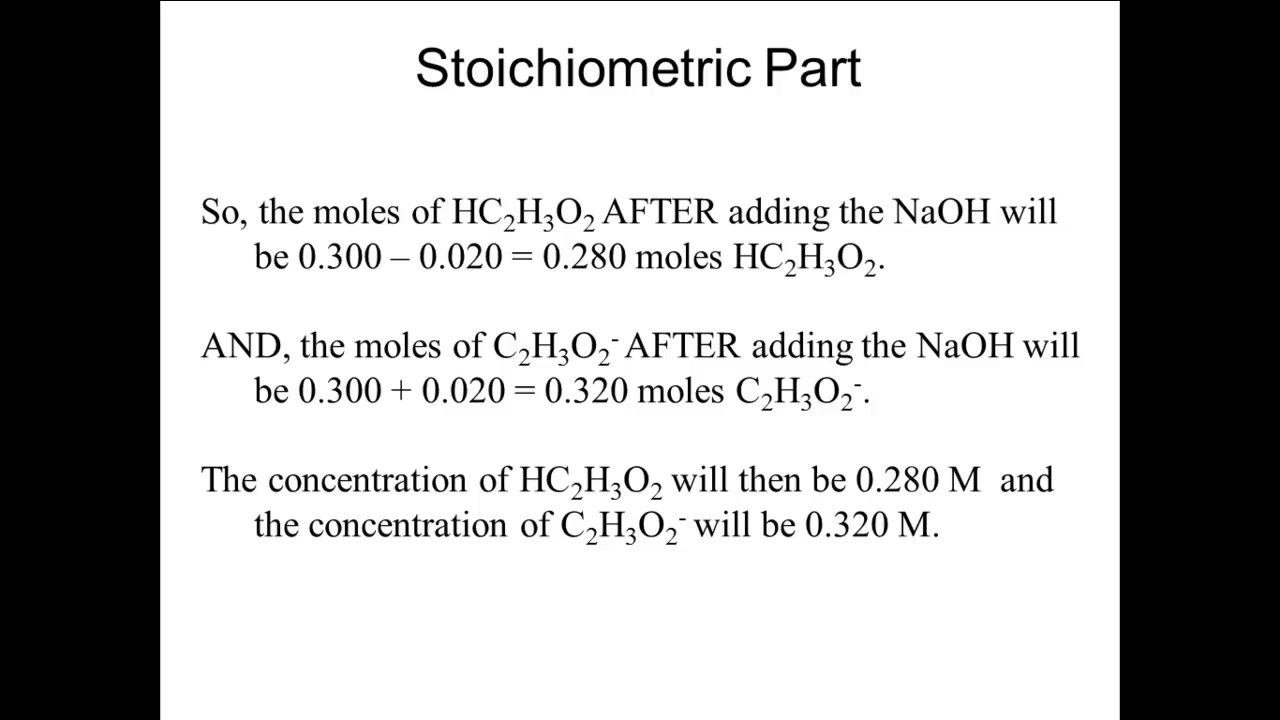 Stoichiometric Part
So, the moles of HC₂H₃O₂ AFTER adding the NaOH will
be 0.300 – 0.020 = 0.280 moles HC₂H₃O₂.
AND, the moles of C₂H₃O₂⁻ AFTER adding the NaOH will
be 0.300 + 0.020 = 0.320 moles C₂H₃O₂⁻.
The concentration of HC₂H₃O₂ will then be 0.280 M and
the concentration of C₂H₃O₂⁻ will be 0.320 M.